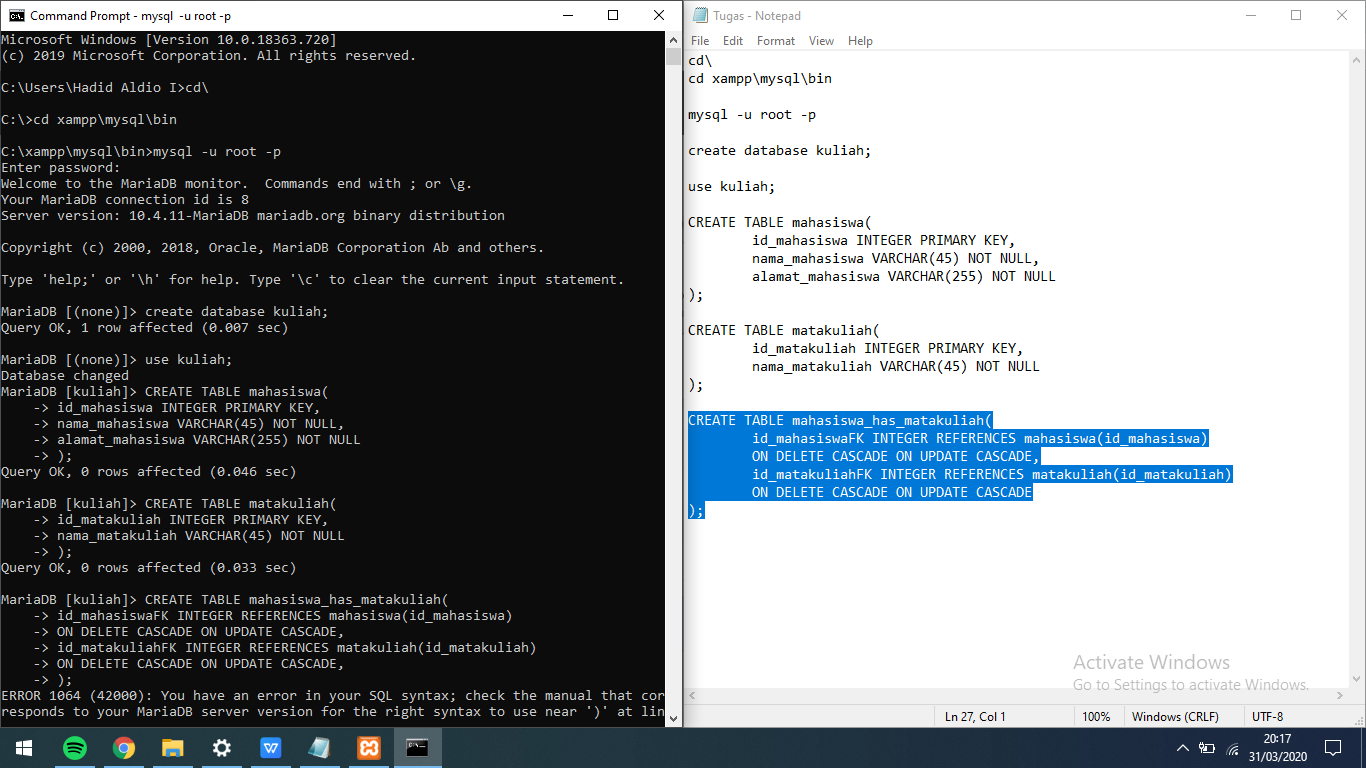 Command Prompt - mysql -u root -p
Microsoft Windows [Version 10.0.18363.720]
(c) 2019 Microsoft Corporation. All rights reserved.
C:\Users\Hadid Aldio I>cd\
C:\>cd xampp\mysql\bin
C:\xampp\mysql\bin>mysql -u root -p
Enter password:
Welcome to the MariaDB monitor.  Commands end with ; or \g.
Your MariaDB connection id is 8
Server version: 10.4.11-MariaDB mariadb.org binary distribution
Copyright (c) 2000, 2018, Oracle, MariaDB Corporation Ab and others.
Type 'help;' or '\h' for help. Type '\c' to clear the current input statement.
MariaDB [(none)]> create database kuliah;
Query OK, 1 row affected (0.007 sec)
MariaDB [(none)]> use kuliah;
Database changed
MariaDB [kuliah]> CREATE TABLE mahasiswa(
    -> id_mahasiswa INTEGER PRIMARY KEY,
    -> nama_mahasiswa VARCHAR(45) NOT NULL,
    -> alamat_mahasiswa VARCHAR(255) NOT NULL
    -> );
Query OK, 0 rows affected (0.046 sec)
MariaDB [kuliah]> CREATE TABLE matakuliah(
    -> id_matakuliah INTEGER PRIMARY KEY,
    -> nama_matakuliah VARCHAR(45) NOT NULL
    -> );
Query OK, 0 rows affected (0.033 sec)
MariaDB [kuliah]> CREATE TABLE mahasiswa_has_matakuliah(
    -> id_mahasiswaFK INTEGER REFERENCES mahasiswa(id_mahasiswa)
    -> ON DELETE CASCADE ON UPDATE CASCADE,
    -> id_matakuliahFK INTEGER REFERENCES matakuliah(id_matakuliah)
    -> ON DELETE CASCADE ON UPDATE CASCADE,
    -> );
ERROR 1064 (42000): You have an error in your SQL syntax; check the manual that cor
responds to your MariaDB server version for the right syntax to use near ')' at lin
Tugas - Notepad
File Edit Format View Help
cd\
cd xampp\mysql\bin
mysql -u root -p
create database kuliah;
use kuliah;
CREATE TABLE mahasiswa(
        id_mahasiswa INTEGER PRIMARY KEY,
        nama_mahasiswa VARCHAR(45) NOT NULL,
        alamat_mahasiswa VARCHAR(255) NOT NULL
);
CREATE TABLE matakuliah(
        id_matakuliah INTEGER PRIMARY KEY,
        nama_matakuliah VARCHAR(45) NOT NULL
);
CREATE TABLE mahasiswa_has_matakuliah(
        id_mahasiswaFK INTEGER REFERENCES mahasiswa(id_mahasiswa)
        ON DELETE CASCADE ON UPDATE CASCADE,
        id_matakuliahFK INTEGER REFERENCES matakuliah(id_matakuliah)
        ON DELETE CASCADE ON UPDATE CASCADE
);
Activate Windows
Go to Settings to activate Windows.
Ln 27, Col 1 100% Windows (CRLF) UTF-8
20:17
31/03/2020